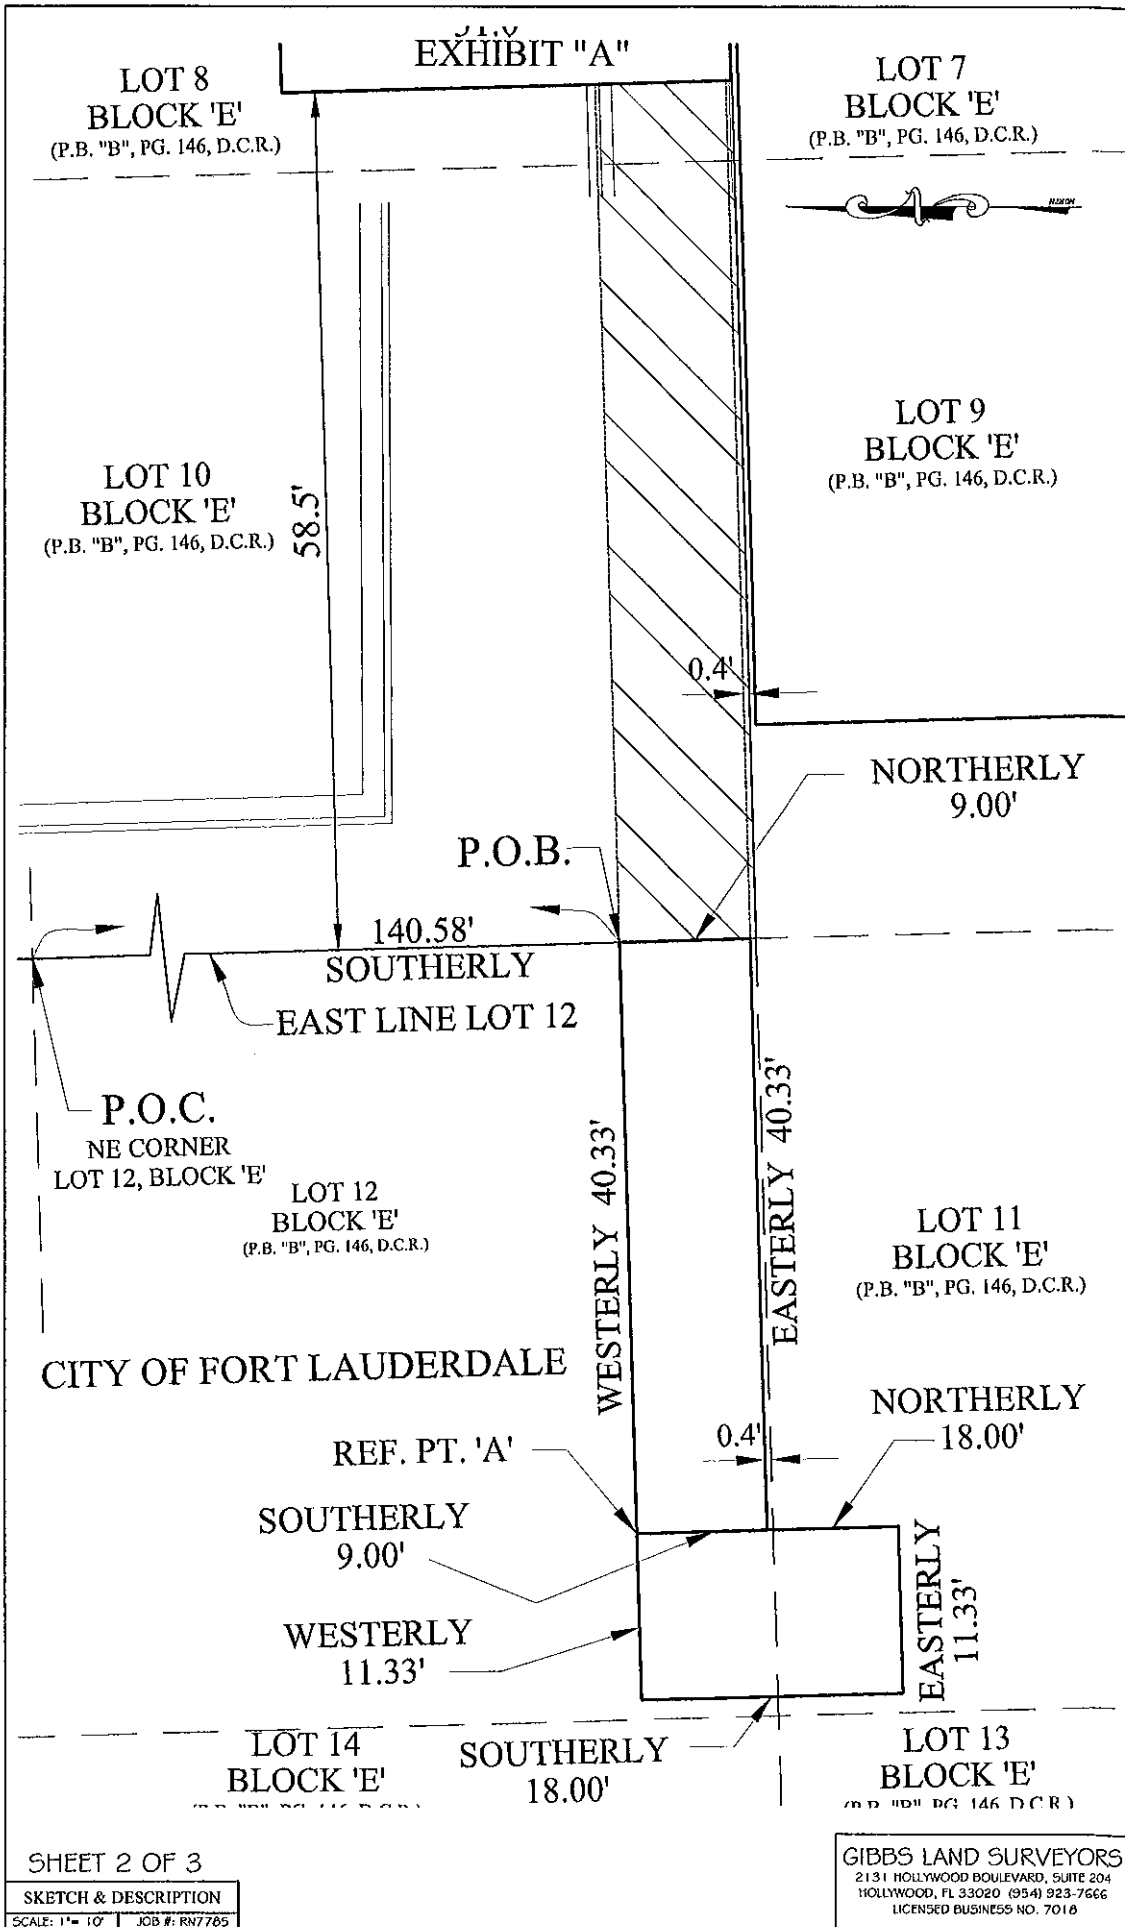 EXHIBIT "A"
LOT 8
BLOCK 'E'
(P.B. "B", PG. 146, D.C.R.)
LOT 7
BLOCK 'E'
(P.B. "B", PG. 146, D.C.R.)
NORTH
LOT 9
BLOCK 'E'
(P.B. "B", PG. 146, D.C.R.)
LOT 10
BLOCK 'E'
(P.B. "B", PG. 146, D.C.R.)
58.5'
0.4'
NORTHERLY
9.00'
P.O.B.
140.58'
SOUTHERLY
EAST LINE LOT 12
P.O.C.
NE CORNER
LOT 12, BLOCK 'E'
LOT 12
BLOCK 'E'
(P.B. "B", PG. 146, D.C.R.)
WESTERLY 40.33'
EASTERLY 40.33'
LOT 11
BLOCK 'E'
(P.B. "B", PG. 146, D.C.R.)
CITY OF FORT LAUDERDALE
NORTHERLY
18.00'
0.4'
REF. PT. 'A'
SOUTHERLY
9.00'
WESTERLY
11.33'
EASTERLY
11.33'
LOT 14
BLOCK 'E'
(P.B. "B", PG. 146, D.C.R.)
SOUTHERLY
18.00'
LOT 13
BLOCK 'E'
(P.B. "B", PG. 146, D.C.R.)
SHEET 2 OF 3
SKETCH & DESCRIPTION
SCALE: 1"= 10'
JOB #: RN7785
GIBBS LAND SURVEYORS
2131 HOLLYWOOD BOULEVARD, SUITE 204
HOLLYWOOD, FL 33020 (954) 923-7666
LICENSED BUSINESS NO. 7018